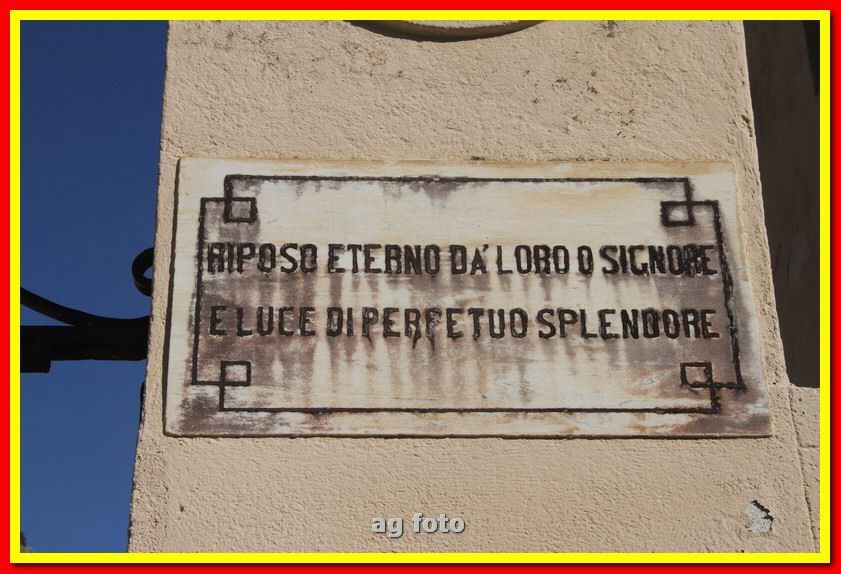 RIPOSO ETERNO DA' LORO O SIGNORE
E LUCE DI PERPETUO SPLENDORE
ag foto